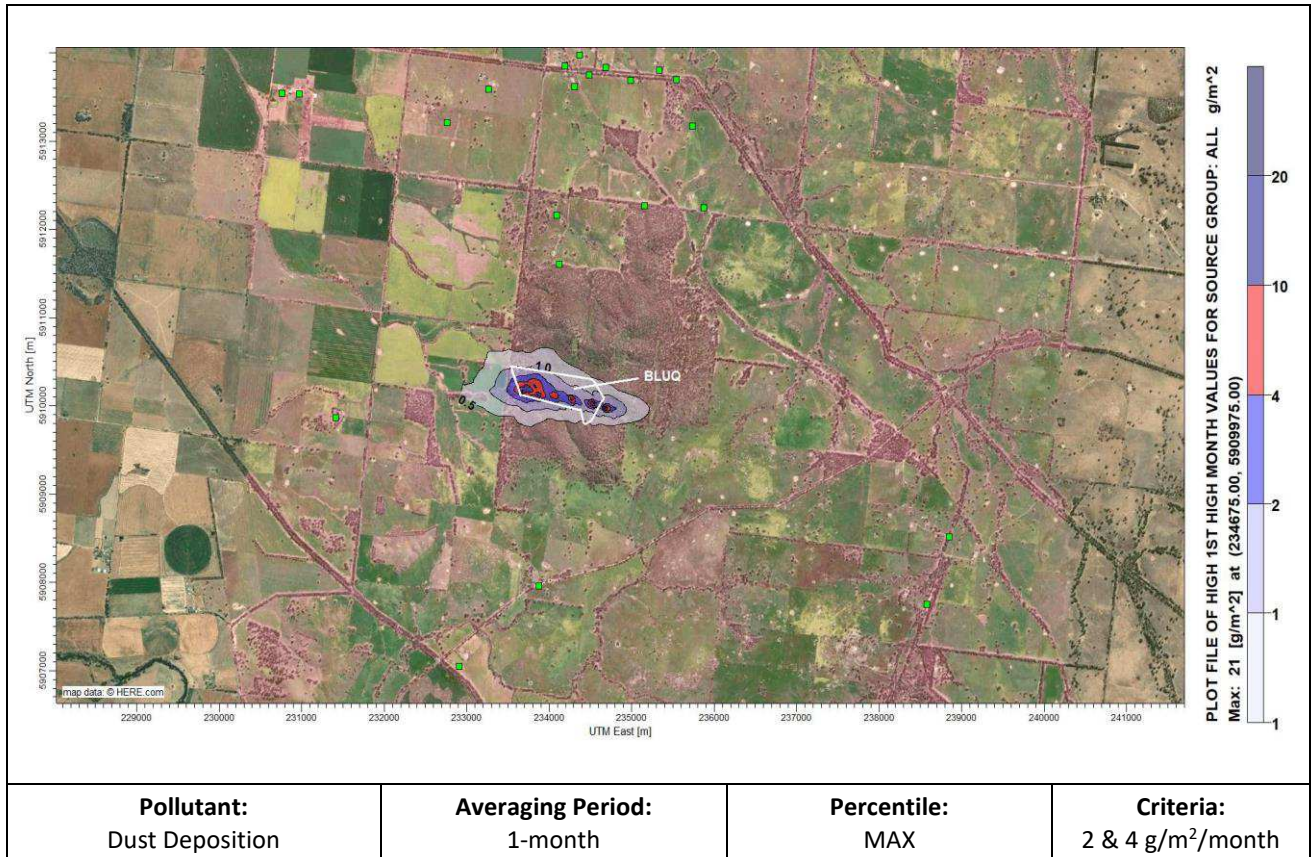 5913000
5912000
5911000
5910000
5909000
5908000
5907000
UTM North [m]
1.0
BLUQ
0.5
map data: © HERE.com
229000 230000 231000 232000 233000 234000 235000 236000 237000 238000 239000 240000 241000
UTM East [m]
PLOT FILE OF HIGH 1ST HIGH MONTH VALUES FOR SOURCE GROUP: ALL g/m^2
Max: 21 [g/m^2] at (234675.00, 5909975.00)
20
10
4
2
1
1
Pollutant: Averaging Period: Percentile: Criteria:
Dust Deposition 1-month MAX 2 & 4 g/m²/month